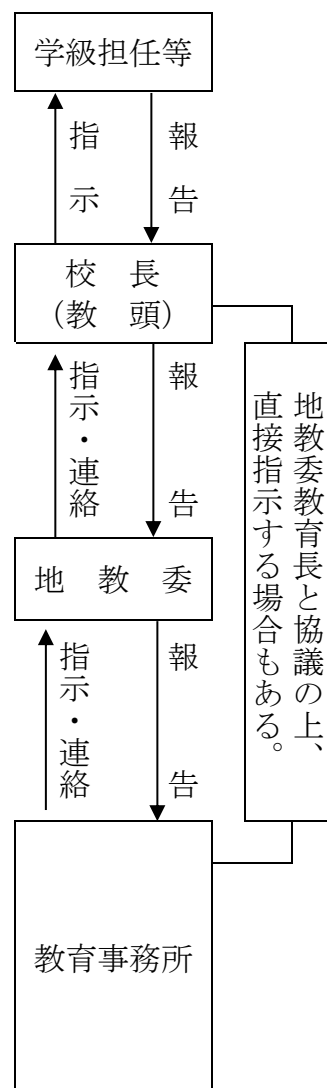 学級担任等
指示
報告
校長
(教頭)
指示・連絡
報告
地教委教育長と協議の上、
直接指示する場合もある。
地教委
指示・連絡
報告
教育事務所